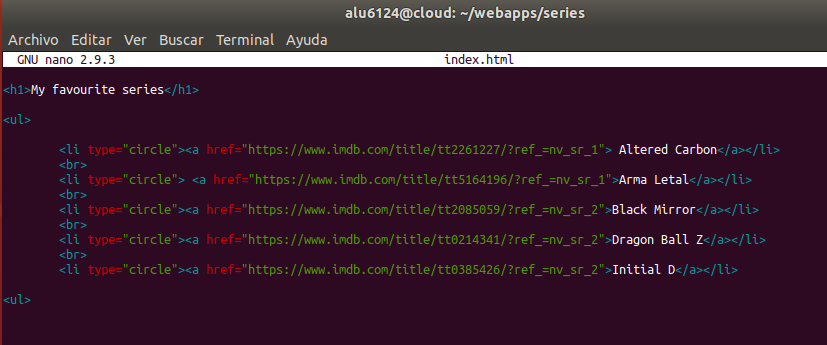 alu6124@cloud: ~/webapps/series
Archivo Editar Ver Buscar Terminal Ayuda
GNU nano 2.9.3 index.html
<h1>My favourite series</h1>
<ul>
<li type="circle"><a href="https://www.imdb.com/title/tt2261227/?ref_=nv_sr_1"> Altered Carbon</a></li>
<br>
<li type="circle"> <a href="https://www.imdb.com/title/tt5164196/?ref_=nv_sr_1">Arma Letal</a></li>
<br>
<li type="circle"><a href="https://www.imdb.com/title/tt2085059/?ref_=nv_sr_2">Black Mirror</a></li>
<br>
<li type="circle"><a href="https://www.imdb.com/title/tt0214341/?ref_=nv_sr_2">Dragon Ball Z</a></li>
<br>
<li type="circle"><a href="https://www.imdb.com/title/tt0385426/?ref_=nv_sr_2">Initial D</a></li>
<ul>